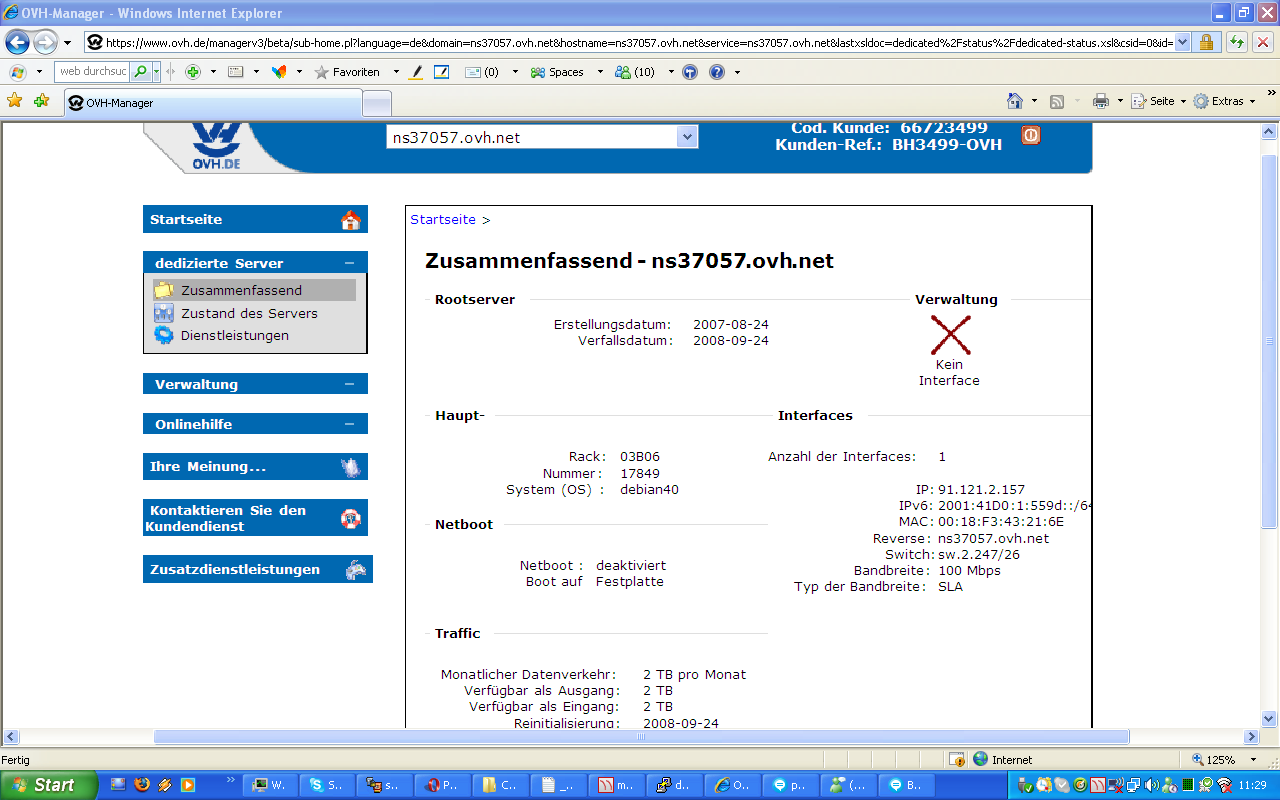 OVH-Manager - Windows Internet Explorer
https://www.ovh.de/managerv3/beta/sub-home.pl?language=de&domain=ns37057.ovh.net&hostname=ns37057.ovh.net&service=ns37057.ovh.net&lastxsldoc=dedicated%2Fstatus%2Fdedicated-status.xsl&csid=0&id=
web durchsuc
Favoriten
(0)
Spaces
(10)
OVH-Manager
Seite
Extras
OVH.DE
ns37057.ovh.net
Cod. Kunde: 66723499
Kunden-Ref.: BH3499-OVH
Startseite
dedizierte Server
Zusammenfassend
Zustand des Servers
Dienstleistungen
Verwaltung
Onlinehilfe
Ihre Meinung...
Kontaktieren Sie den
Kundendienst
Zusatzdienstleistungen
Startseite >
Zusammenfassend - ns37057.ovh.net
Rootserver
Erstellungsdatum: 2007-08-24
Verfallsdatum: 2008-09-24
Verwaltung
Kein
Interface
Haupt-
Rack: 03B06
Nummer: 17849
System (OS) : debian40
Interfaces
Anzahl der Interfaces: 1
IP: 91.121.2.157
IPv6: 2001:41D0:1:559d::/64
MAC: 00:18:F3:43:21:6E
Reverse: ns37057.ovh.net
Switch: sw.2.247/26
Bandbreite: 100 Mbps
Typ der Bandbreite: SLA
Netboot
Netboot : deaktiviert
Boot auf Festplatte
Traffic
Monatlicher Datenverkehr: 2 TB pro Monat
Verfügbar als Ausgang: 2 TB
Verfügbar als Eingang: 2 TB
Reinitialisierung: 2008-09-24
Fertig
Internet
125%
Start
W..
S..
s..
P..
C..
_..
m..
d..
O..
p..
(...
B..
11:29